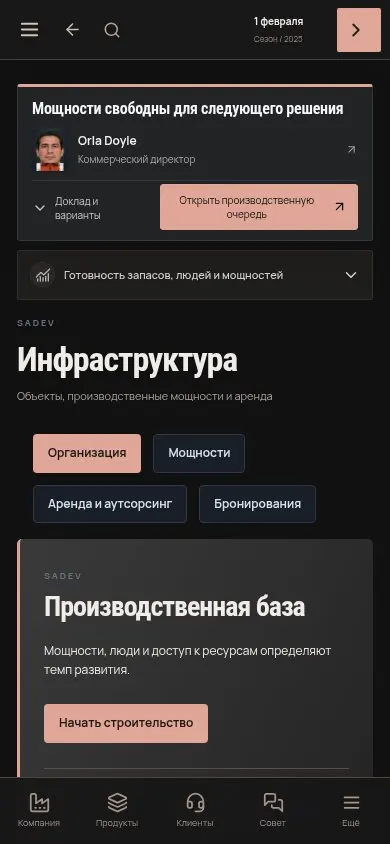 1 февраля
Сезон / 2025
Мощности свободны для следующего решения
Orla Doyle
Коммерческий директор
Доклад и
варианты
Открыть производственную
очередь
Готовность запасов, людей и мощностей
SADEV
Инфраструктура
Объекты, производственные мощности и аренда
Организация
Мощности
Аренда и аутсорсинг
Бронирования
SADEV
Производственная база
Мощности, люди и доступ к ресурсам определяют
темп развития.
Начать строительство
Компания
Продукты
Клиенты
Совет
Ещё